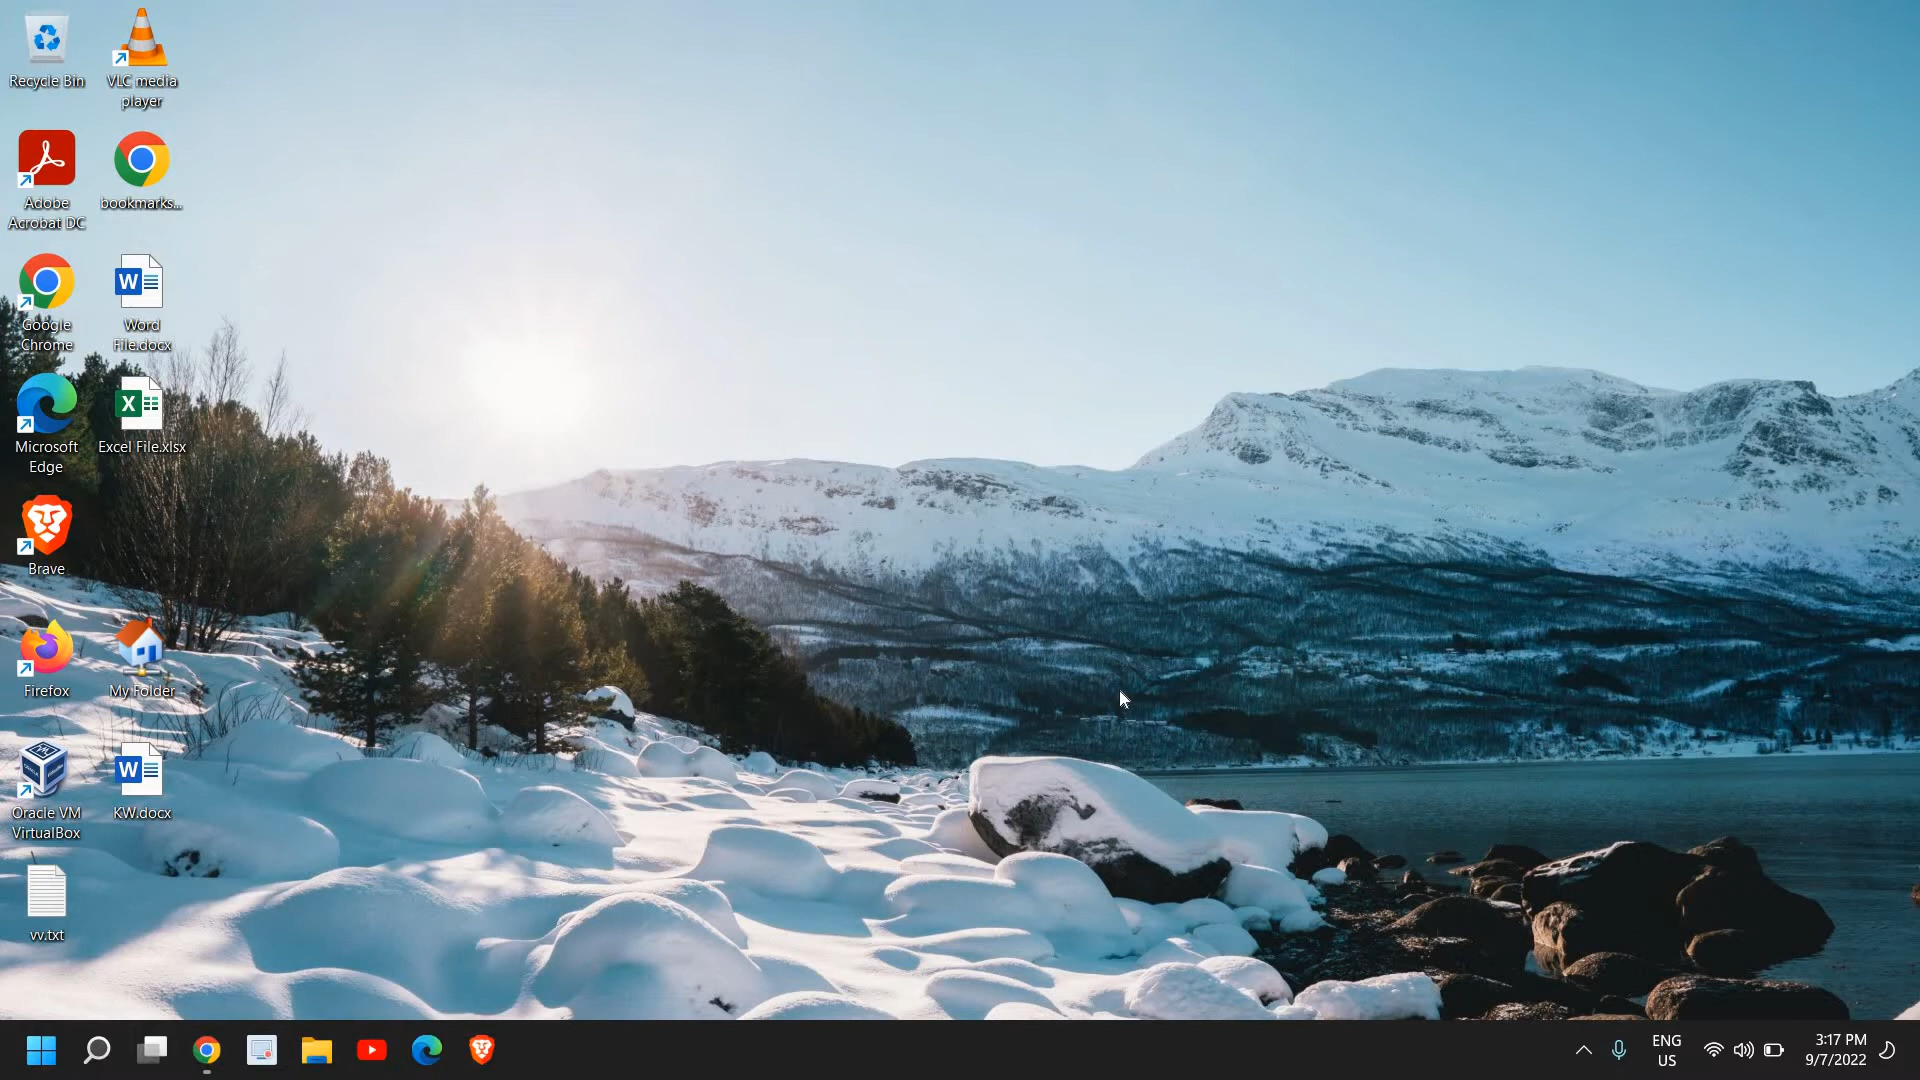 Recycle Bin
VLC media
player
Adobe
Acrobat DC
bookmarks...
Google
Chrome
Word
File.docx
Microsoft
Edge
Excel File.xlsx
Brave
Firefox
My Folder
Oracle VM
VirtualBox
KW.docx
vv.txt
ENG
US
3:17 PM
9/7/2022